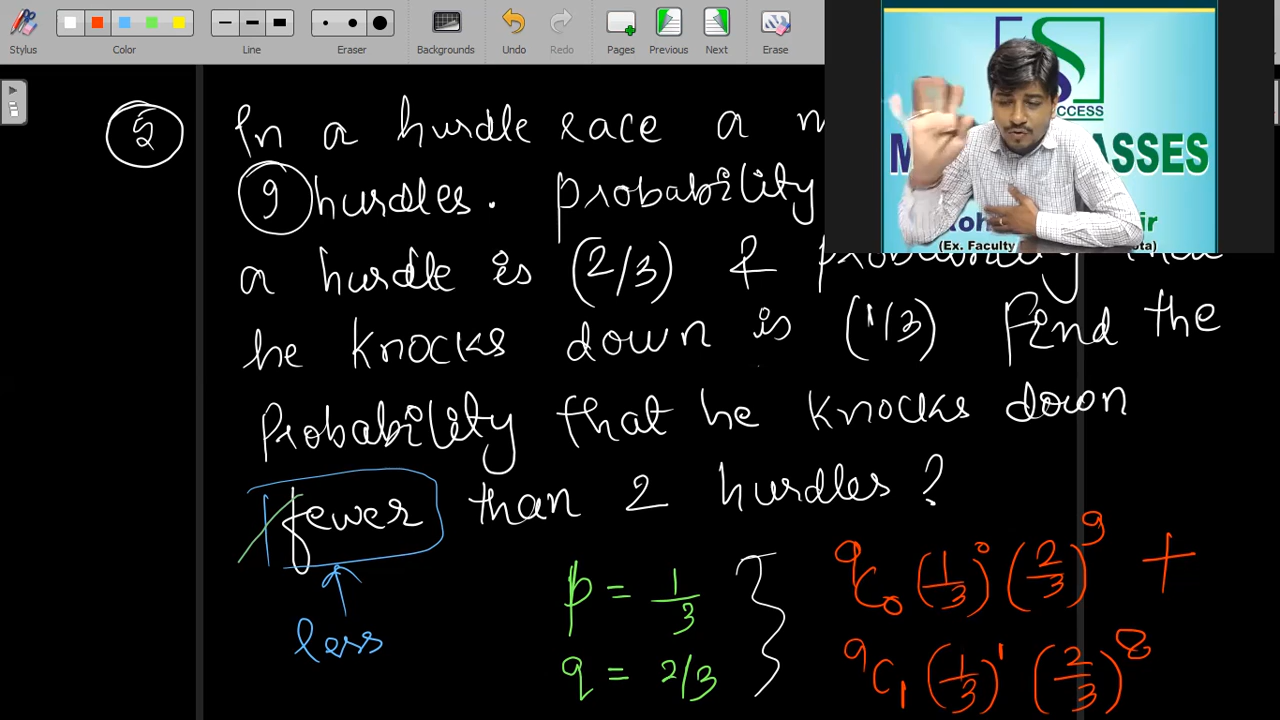 Stylus Color Line Eraser Backgrounds Undo Redo Pages Previous Next Erase
5 In a hurdle race a
9 hurdles. probability
a hurdle is (2/3) & probability
he knocks down is (1/3) Find the
Probability that he knocks down
fewer than 2 hurdles?
less
p = 1/3
q = 2/3
9C0 (1/3)^0 (2/3)^9 +
9C1 (1/3)^1 (2/3)^8
CESS
ASSES
(Ex. Faculty